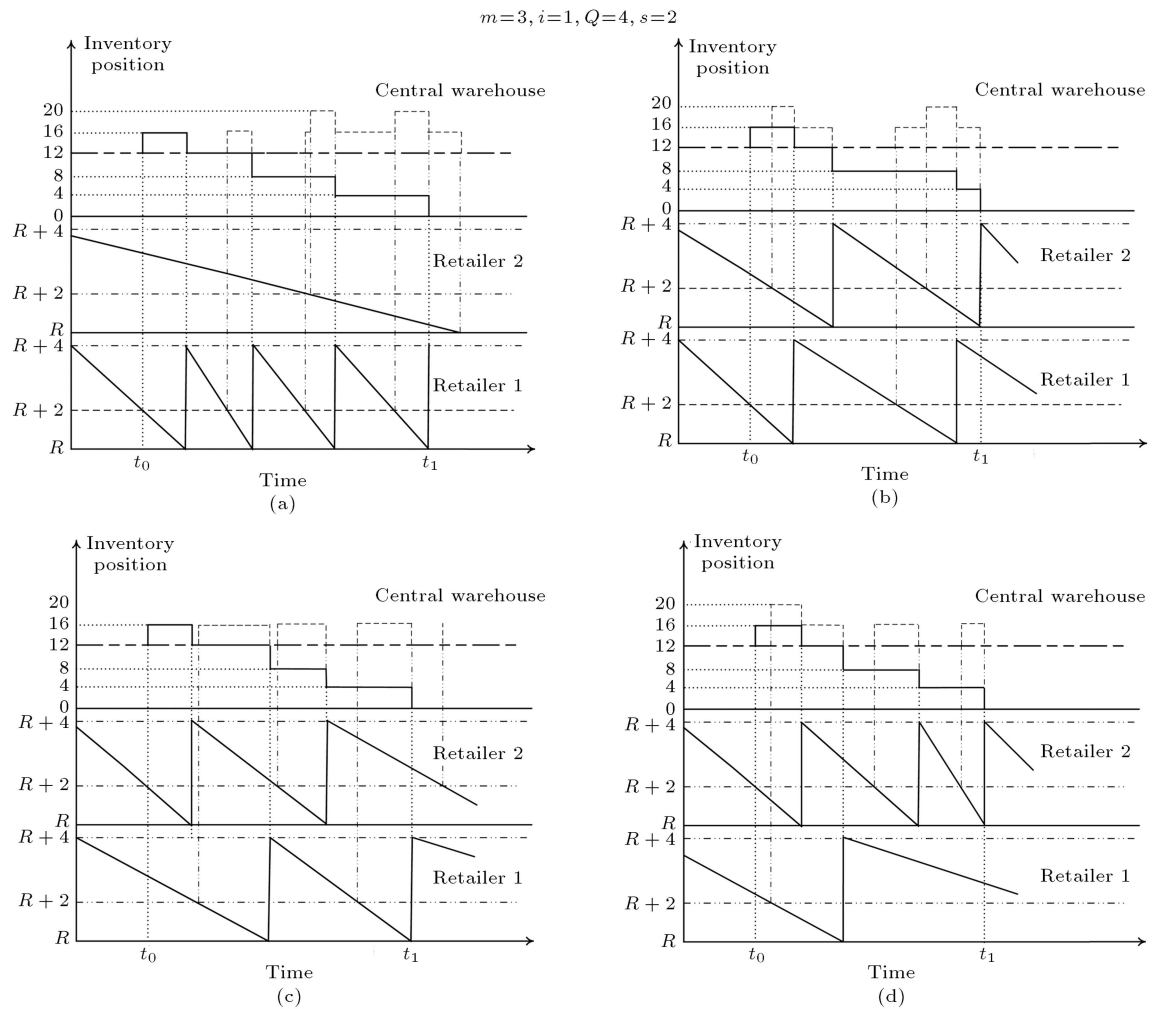 m=3, i=1, Q=4, s=2
Inventory
position
Central warehouse
20
16
12
8
4
0
R + 4
Retailer 2
R + 2
R
R + 4
Retailer 1
R + 2
R
t0
t1
Time
(a)
Inventory
position
Central warehouse
20
16
12
8
4
0
R + 4
Retailer 2
R + 2
R
R + 4
Retailer 1
R + 2
R
t0
t1
Time
(b)
Inventory
position
Central warehouse
20
16
12
8
4
0
R + 4
Retailer 2
R + 2
R
R + 4
Retailer 1
R + 2
R
t0
t1
Time
(c)
Inventory
position
Central warehouse
20
16
12
8
4
0
R + 4
Retailer 2
R + 2
R
R + 4
Retailer 1
R + 2
R
t0
t1
Time
(d)